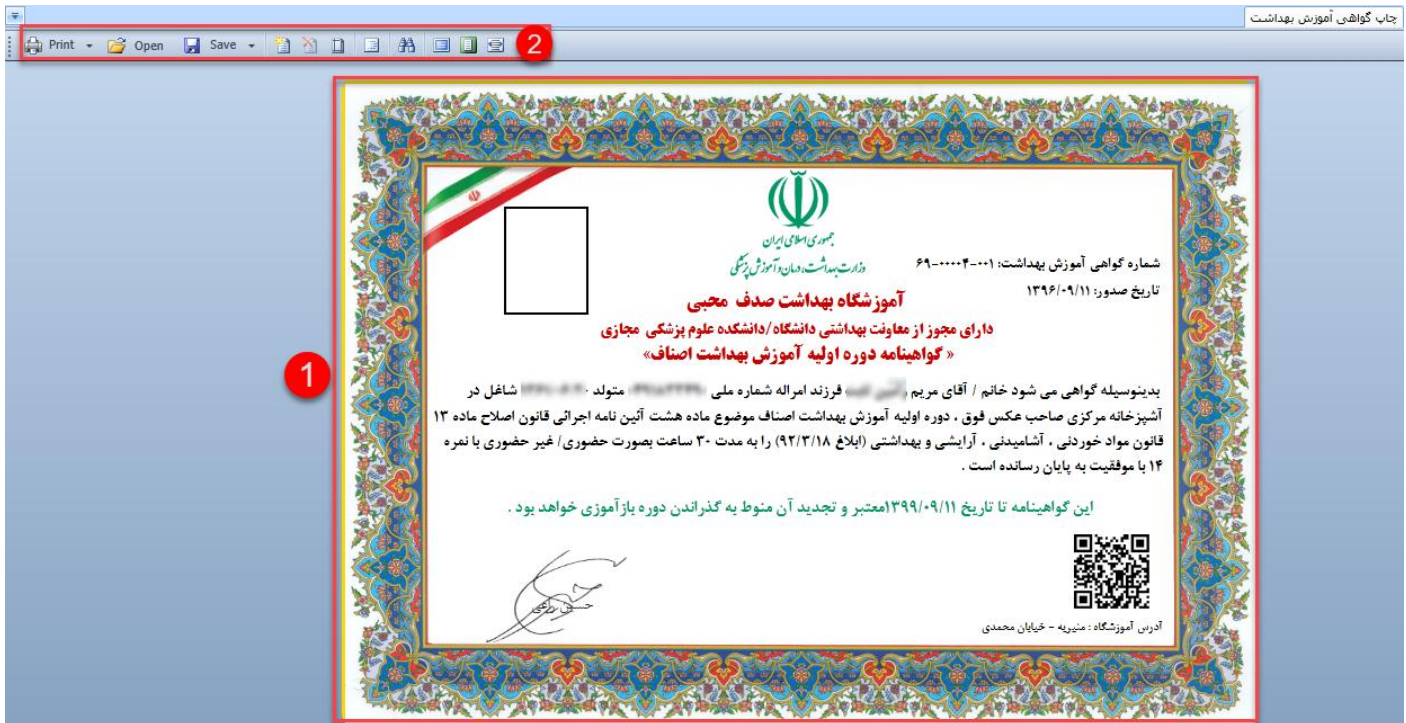 چاپ گواهی آموزش بهداشت
Print Open Save
2
1
جمهوری اسلامی ایران
وزارت بهداشت، درمان و آموزش پزشکی
شماره گواهی آموزش بهداشت: ۶۹-۰۰۰۰۴-۰۰۱
تاریخ صدور: ۱۳۹۶/۰۹/۱۱
آموزشگاه بهداشت صدف محبی
دارای مجوز از معاونت بهداشتی دانشگاه/دانشکده علوم پزشکی مجازی
« گواهینامه دوره اولیه آموزش بهداشت اصناف»
بدینوسیله گواهی می شود خانم / آقای مریم فرزند امراله شماره ملی متولد شاغل در
آشپزخانه مرکزی صاحب عکس فوق ، دوره اولیه آموزش بهداشت اصناف موضوع ماده هشت آئین نامه اجرائی قانون اصلاح ماده ۱۳
قانون مواد خوردنی ، آشامیدنی ، آرایشی و بهداشتی (ابلاغ ۹۲/۳/۱۸) را به مدت ۳۰ ساعت بصورت حضوری/ غیر حضوری با نمره
۱۴ با موفقیت به پایان رسانده است .
این گواهینامه تا تاریخ ۱۳۹۹/۰۹/۱۱معتبر و تجدید آن منوط به گذراندن دوره بازآموزی خواهد بود .
آدرس آموزشگاه : منیریه - خیابان محمدی